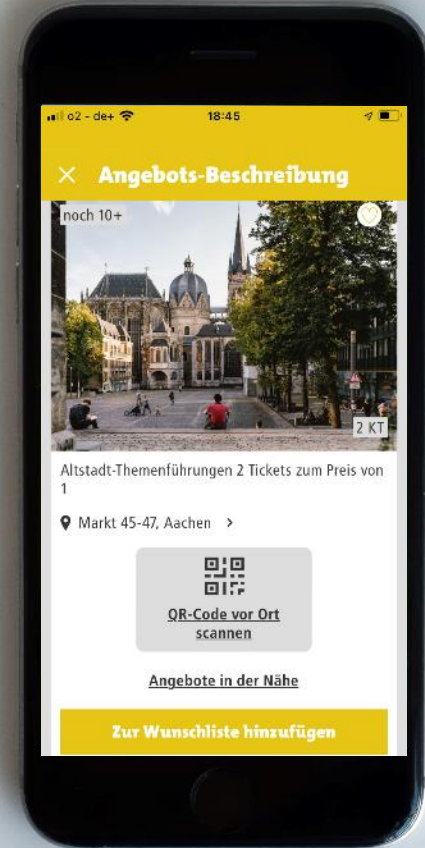 o2 - de+
18:45
Angebots-Beschreibung
noch 10+
2 KT
Altstadt-Themenführungen 2 Tickets zum Preis von
1
Markt 45-47, Aachen
QR-Code vor Ort
scannen
Angebote in der Nähe
Zur Wunschliste hinzufügen